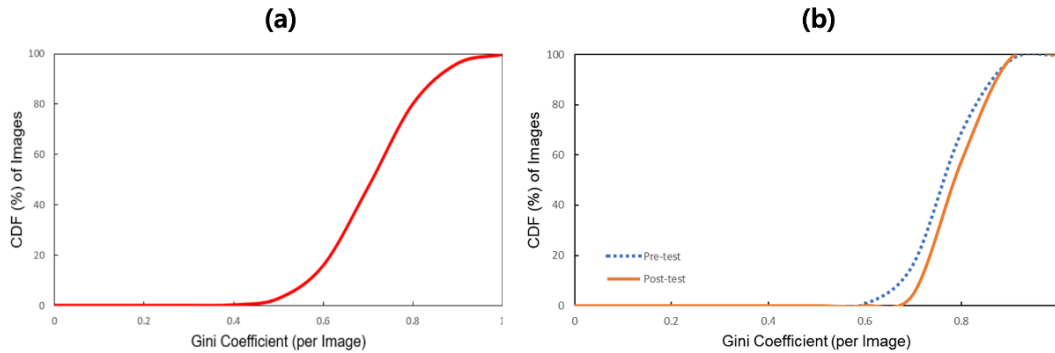 (a)
CDF (%) of Images
100
80
60
40
20
0
0 0.2 0.4 0.6 0.8 1
Gini Coefficient (per Image)
(b)
CDF (%) of Images
100
80
60
40
20
0
Pre-test
Post-test
0 0.2 0.4 0.6 0.8
Gini Coefficient (per Image)